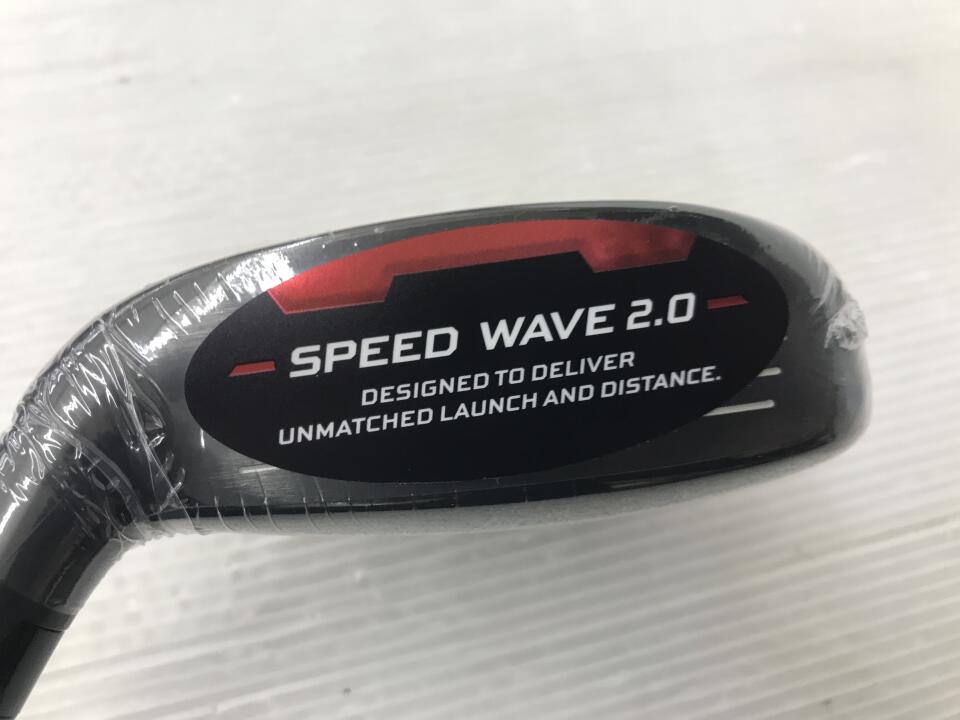 SPEED WAVE 2.0
DESIGNED TO DELIVER
UNMATCHED LAUNCH AND DISTANCE.